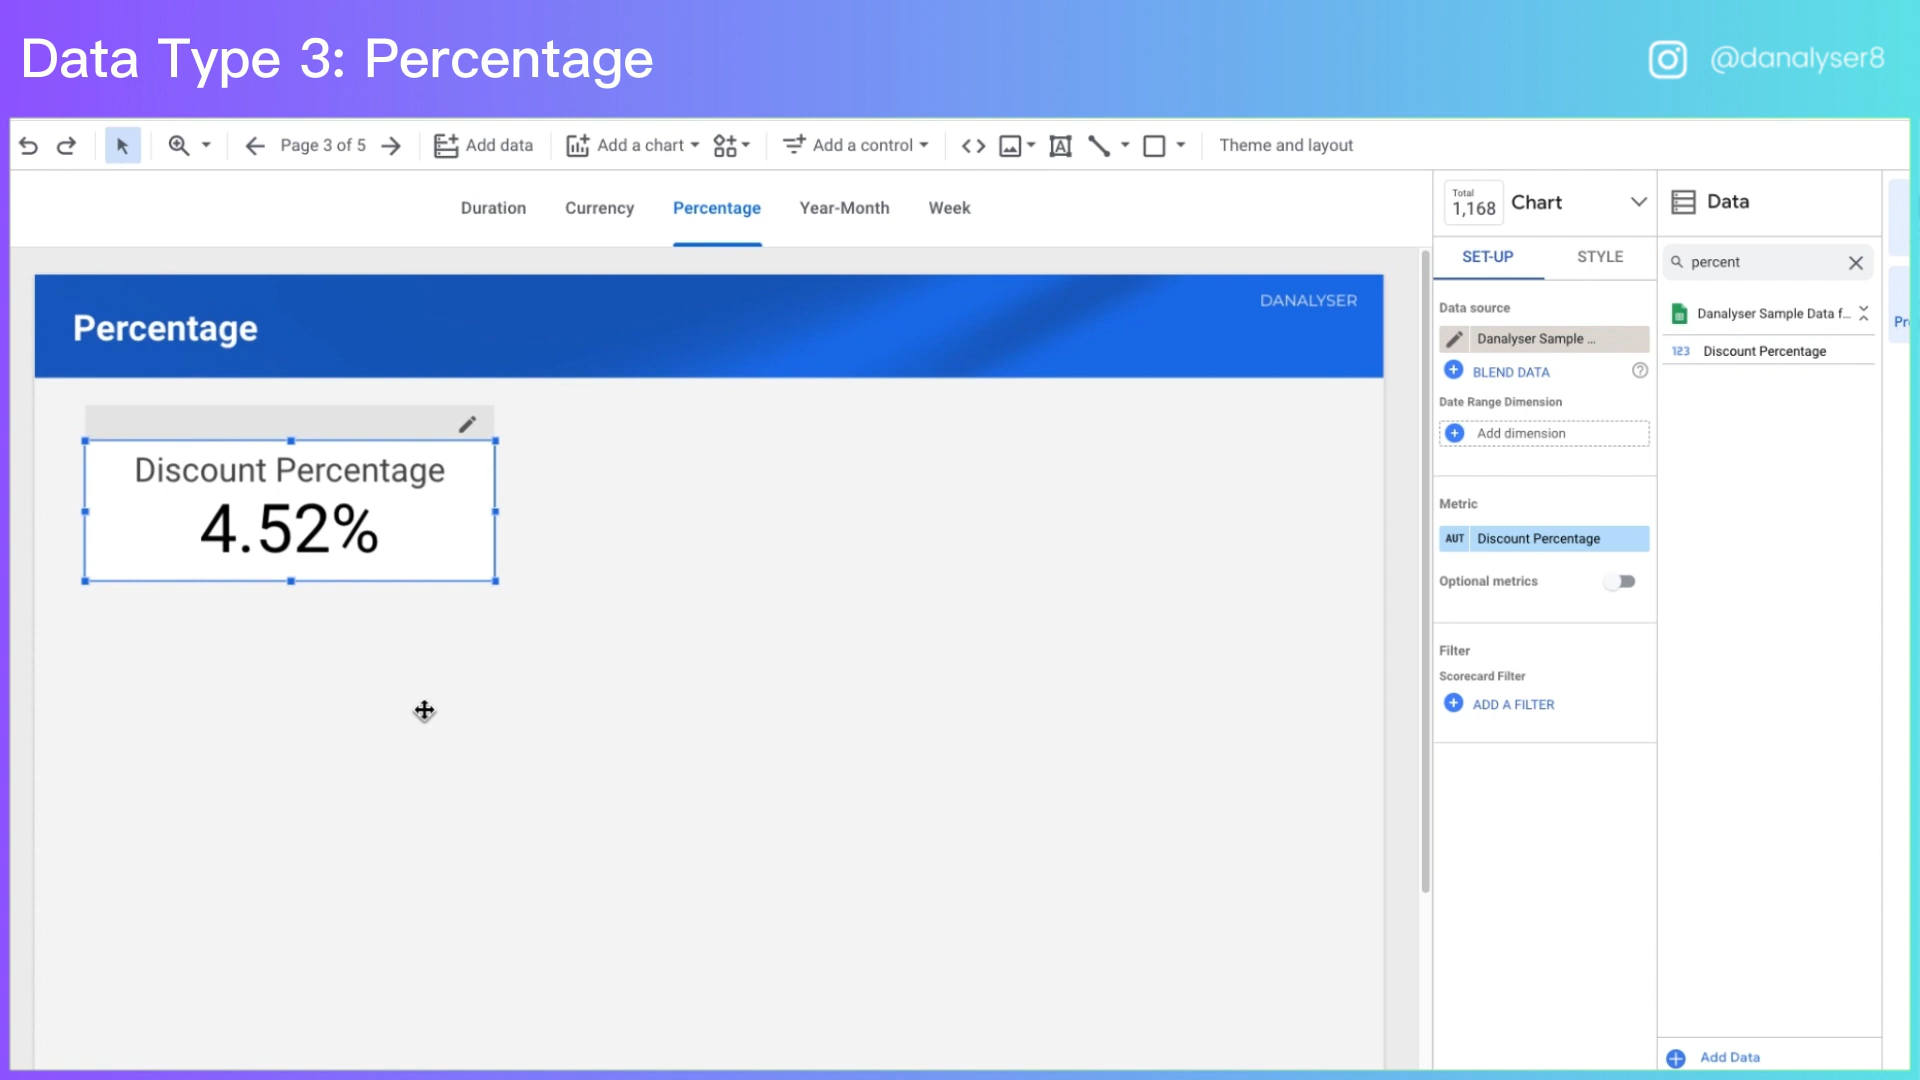 Data Type 3: Percentage
@danalyser8
Page 3 of 5
Add data
Add a chart
Add a control
Theme and layout
Duration
Currency
Percentage
Year-Month
Week
Percentage
DANALYSER
Discount Percentage
4.52%
Total
1,168
Chart
SET-UP
STYLE
Data source
Danalyser Sample ...
BLEND DATA
Date Range Dimension
Add dimension
Metric
AUT
Discount Percentage
Optional metrics
Filter
Scorecard Filter
ADD A FILTER
Data
percent
Danalyser Sample Data f...
123
Discount Percentage
Add Data